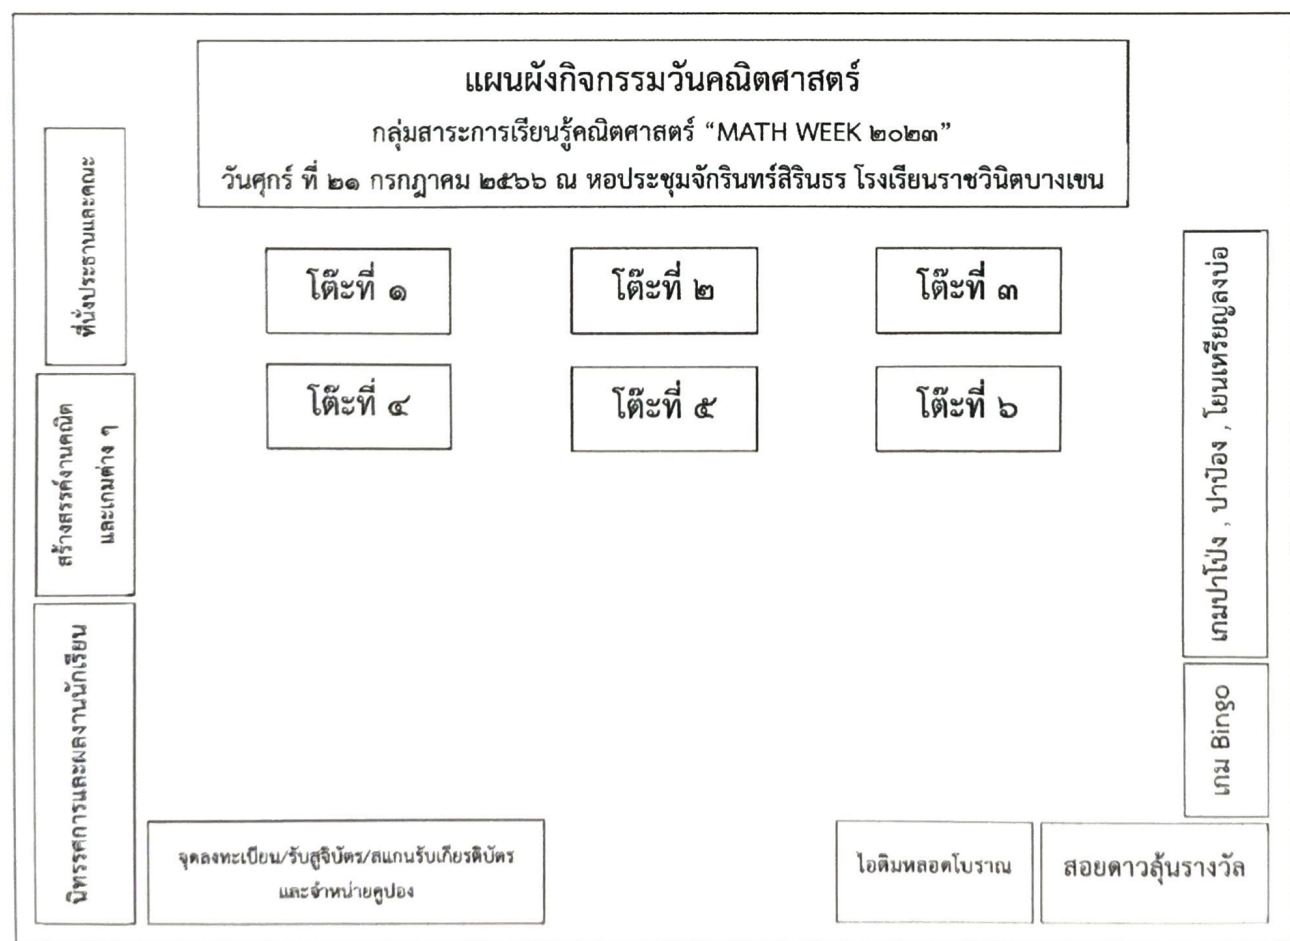 แผนผังกิจกรรมวันคณิตศาสตร์
กลุ่มสาระการเรียนรู้คณิตศาสตร์ “MATH WEEK ๒๐๒๓”
วันศุกร์ ที่ ๒๑ กรกฎาคม ๒๕๖๖ ณ หอประชุมจักรินทร์สิรินธร โรงเรียนราชวินิตบางเขน
ที่นั่งประธานและคณะ
โต๊ะที่ ๑
โต๊ะที่ ๒
โต๊ะที่ ๓
โต๊ะที่ ๔
โต๊ะที่ ๕
โต๊ะที่ ๖
สร้างสรรค์งานคณิต
และเกมต่าง ๆ
เกมปาโป่ง , ปาป๋อง , โยนเหรียญลงบ่อ
นิทรรศการและผลงานนักเรียน
เกม Bingo
จุดลงทะเบียน/รับสูจิบัตร/สแกนรับเกียรติบัตร
และจำหน่ายคูปอง
ไอติมหลอดโบราณ
สอยดาวลุ้นรางวัล